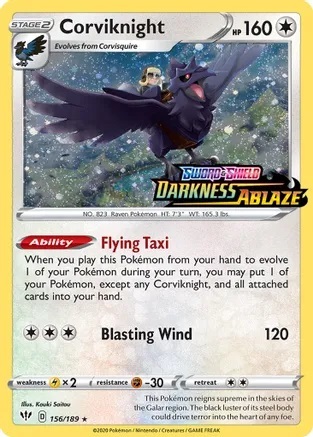 STAGE 2 Corviknight HP 160
Evolves from Corvisquire
SWORD & SHIELD
DARKNESS ABLAZE
NO. 823 Raven Pokémon HT: 7'3" WT: 165.3 lbs.
Ability Flying Taxi
When you play this Pokémon from your hand to evolve
1 of your Pokémon during your turn, you may put 1
of your Pokémon, except any Corviknight, and all attached
cards into your hand.
Blasting Wind 120
weakness ×2 resistance -30 retreat
Illus. Kouki Saitou
This Pokémon reigns supreme in the skies
of the Galar region. The black luster of its steel body
could drive terror into the heart of any foe.
D 156/189 ★
©2020 Pokémon / Nintendo / Creatures / GAME FREAK